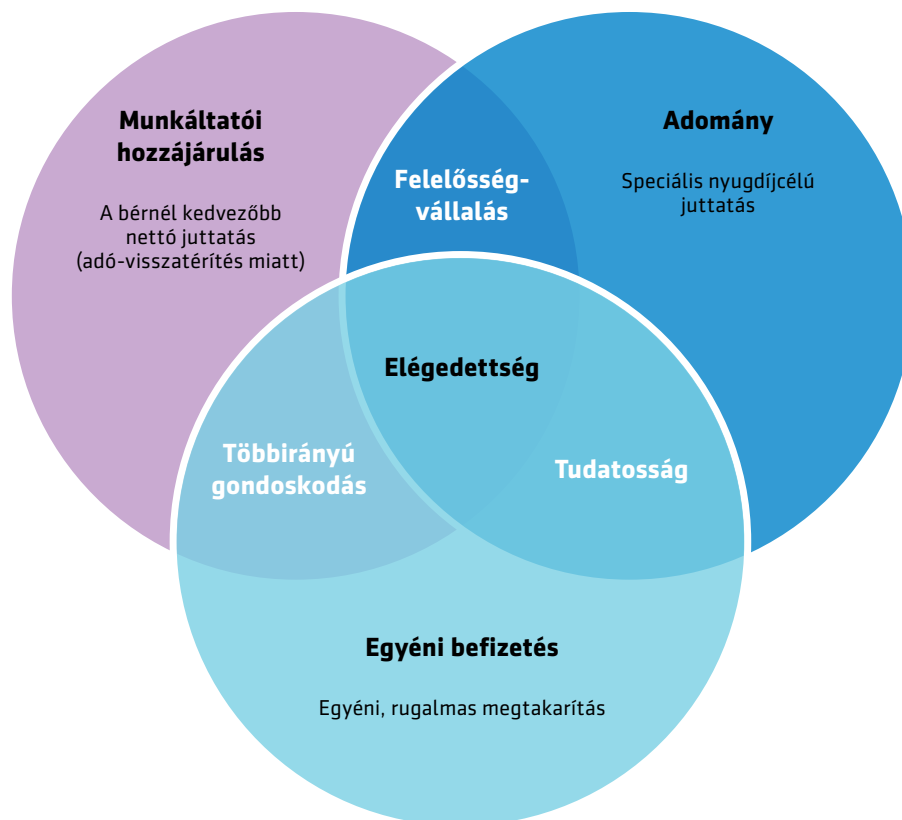 Munkáltatói
hozzájárulás
A bérnél kedvezőbb
nettó juttatás
(adó-visszatérítés miatt)
Felelősség-
vállalás
Adomány
Speciális nyugdíjcélú
juttatás
Elégedettség
Többirányú
gondoskodás
Tudatosság
Egyéni befizetés
Egyéni, rugalmas megtakarítás